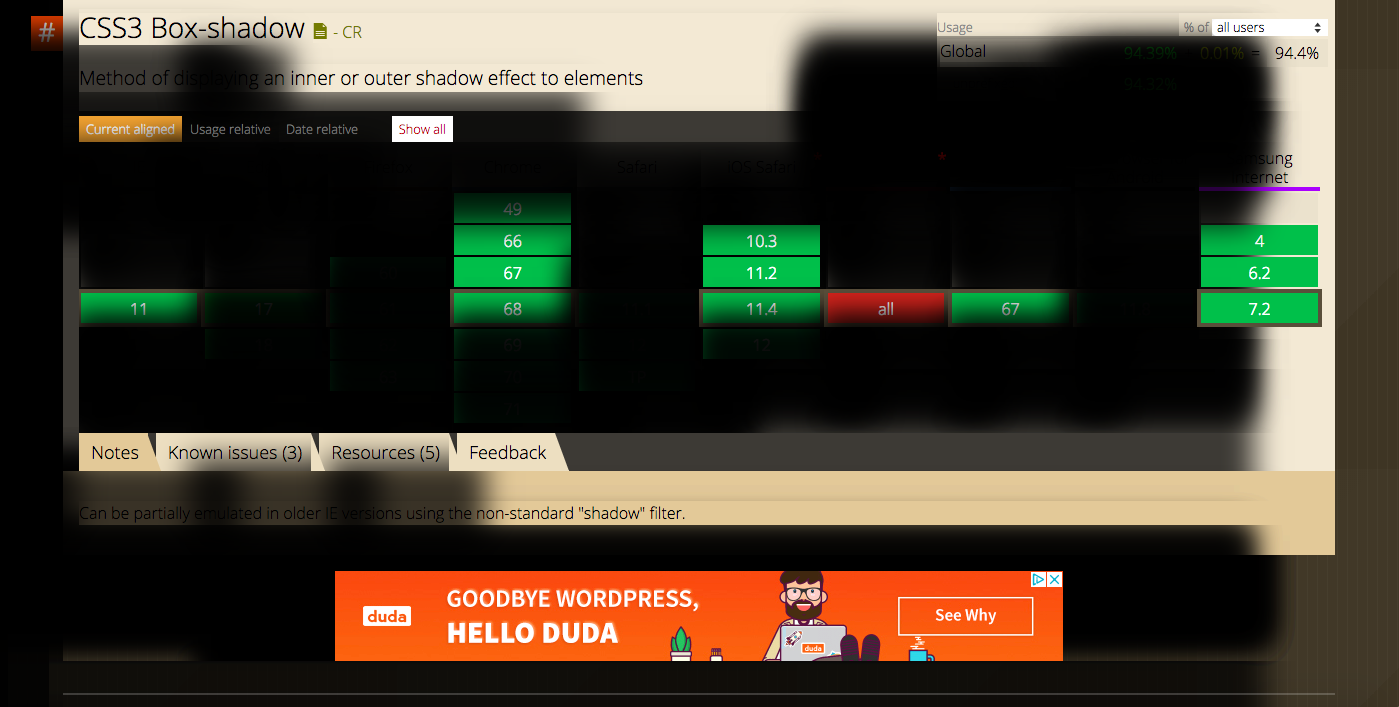 #
CSS3 Box-shadow - CR
Usage % of all users
Global 94.39% 0.01% = 94.4%
94.32%
Method of displaying an inner or outer shadow effect to elements
Current aligned Usage relative Date relative Show all
Chrome Safari iOS Safari *
49
66 10.3 4
67 11.2 6.2
11 17 68 11.4 all 67 7.2
18 69 12
Notes Known issues (3) Resources (5) Feedback
Can be partially emulated in older IE versions using the non-standard "shadow" filter.
duda
GOODBYE WORDPRESS,
HELLO DUDA
duda
See Why